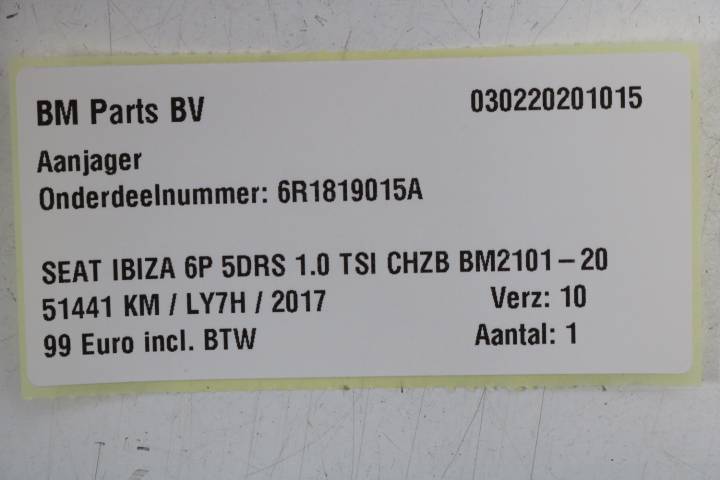 BM Parts BV 030220201015
Aanjager
Onderdeelnummer: 6R1819015A
SEAT IBIZA 6P 5DRS 1.0 TSI CHZB BM2101-20
51441 KM / LY7H / 2017 Verz: 10
99 Euro incl. BTW Aantal: 1